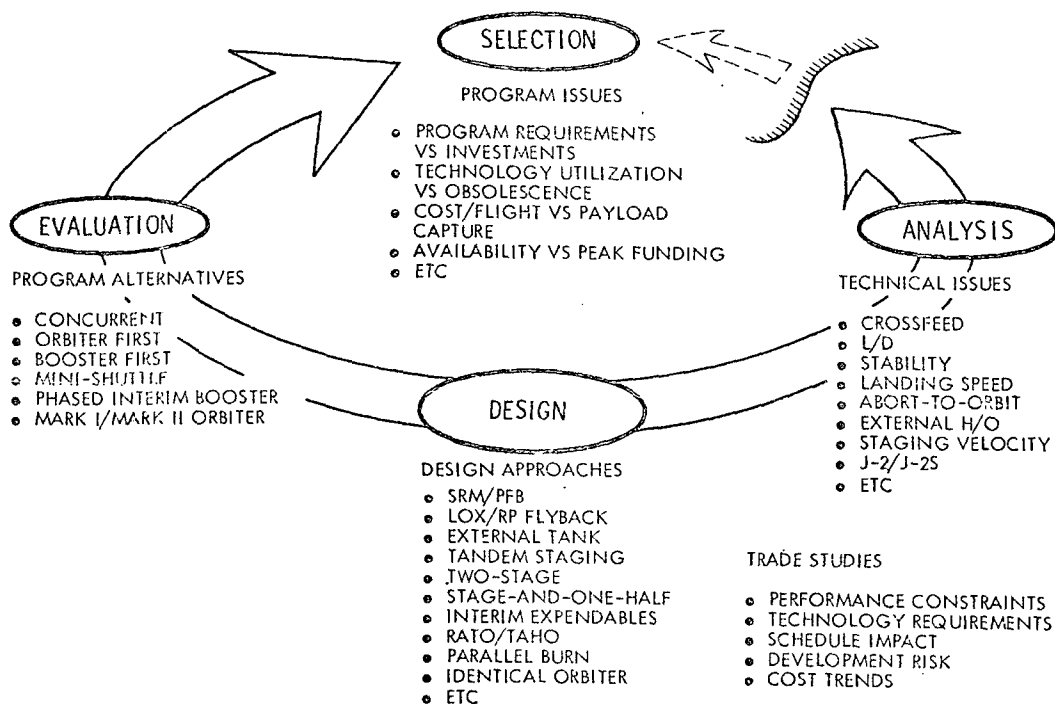 SELECTION
PROGRAM ISSUES
• PROGRAM REQUIREMENTS
VS INVESTMENTS
• TECHNOLOGY UTILIZATION
VS OBSOLESCENCE
• COST/FLIGHT VS PAYLOAD
CAPTURE
• AVAILABILITY VS PEAK FUNDING
• ETC
EVALUATION
PROGRAM ALTERNATIVES
• CONCURRENT
• ORBITER FIRST
• BOOSTER FIRST
• MINI-SHUTTLE
• PHASED INTERIM BOOSTER
• MARK I/MARK II ORBITER
ANALYSIS
TECHNICAL ISSUES
• CROSSFEED
• L/D
• STABILITY
• LANDING SPEED
• ABORT-TO-ORBIT
• EXTERNAL H/O
• STAGING VELOCITY
• J-2/J-2S
• ETC
DESIGN
DESIGN APPROACHES
• SRM/PFB
• LOX/RP FLYBACK
• EXTERNAL TANK
• TANDEM STAGING
• TWO-STAGE
• STAGE-AND-ONE-HALF
• INTERIM EXPENDABLES
• RATO/TAHO
• PARALLEL BURN
• IDENTICAL ORBITER
• ETC
TRADE STUDIES
• PERFORMANCE CONSTRAINTS
• TECHNOLOGY REQUIREMENTS
• SCHEDULE IMPACT
• DEVELOPMENT RISK
• COST TRENDS